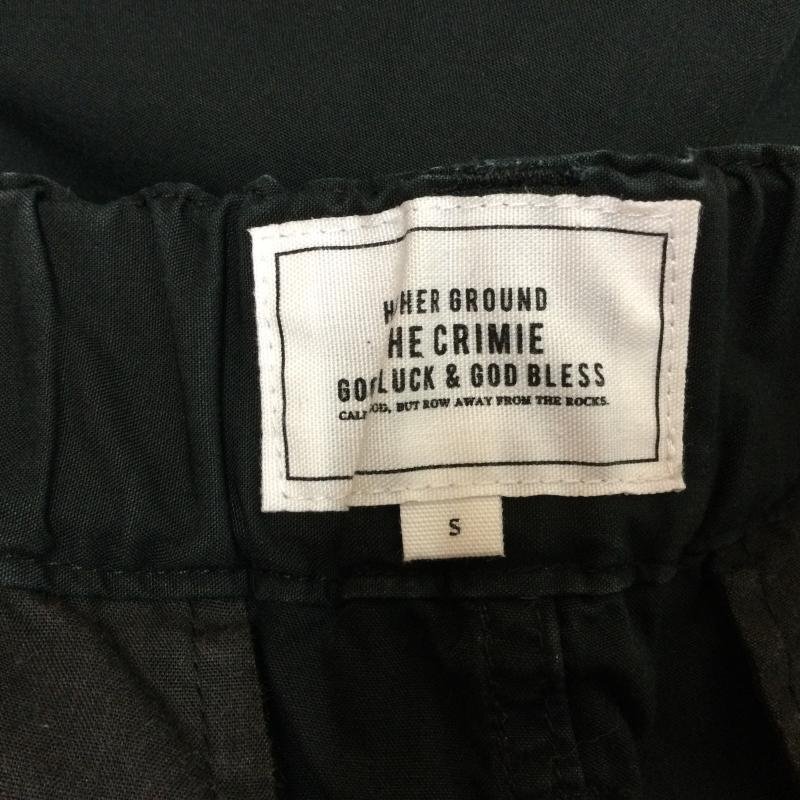 HER GROUND
HE CRIMIE
LUCK & GOD BLESS
BUT ROW AWAY FROM THE ROCKS.
S